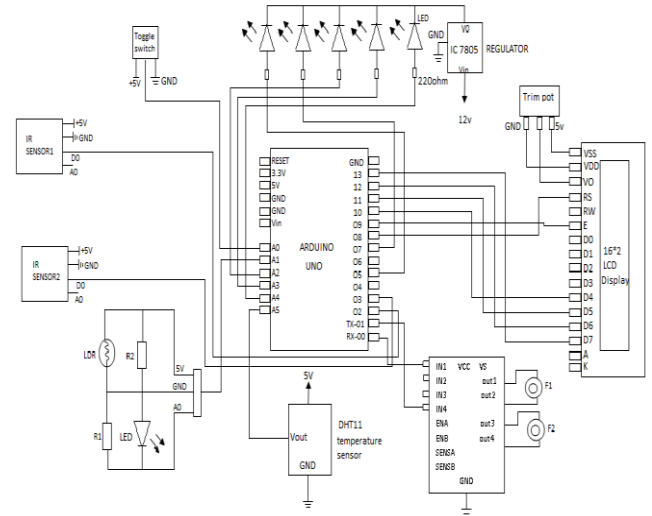 LED
Toggle
switch
+5V
GND
GND
VO
IC 7805
Vin
REGULATOR
220ohm
12v
Trim pot
GND
5v
IR
SENSOR1
+5V
GND
D0
A0
IR
SENSOR2
+5V
GND
D0
A0
RESET
3.3V
5V
GND
GND
Vin
A0
A1
A2
A3
A4
A5
ARDUINO
UNO
GND
13
12
11
10
09
08
07
06
05
04
03
02
TX-01
RX-00
VSS
VDD
VO
RS
RW
E
D0
D1
D2
D3
D4
D5
D6
D7
A
K
16*2
LCD
Display
LDR
R2
R1
LED
5V
GND
A0
5V
Vout
GND
DHT11
temperature
sensor
IN1
IN2
IN3
IN4
ENA
ENB
SENSA
SENSB
VCC
VS
out1
out2
out3
out4
GND
F1
F2